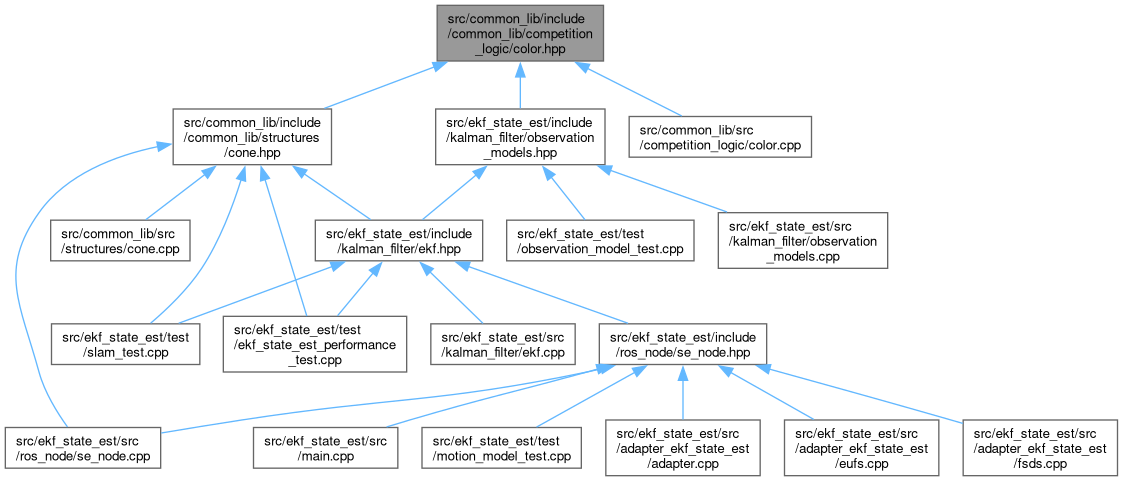 src/common_lib/include
/common_lib/competition
_logic/color.hpp
src/common_lib/include
/common_lib/structures
/cone.hpp
src/ekf_state_est/include
/kalman_filter/observation
_models.hpp
src/common_lib/src
/competition_logic/color.cpp
src/common_lib/src
/structures/cone.cpp
src/ekf_state_est/include
/kalman_filter/ekf.hpp
src/ekf_state_est/test
/observation_model_test.cpp
src/ekf_state_est/src
/kalman_filter/observation
_models.cpp
src/ekf_state_est/test
/slam_test.cpp
src/ekf_state_est/test
/ekf_state_est_performance
_test.cpp
src/ekf_state_est/src
/kalman_filter/ekf.cpp
src/ekf_state_est/include
/ros_node/se_node.hpp
src/ekf_state_est/src
/ros_node/se_node.cpp
src/ekf_state_est/src
/main.cpp
src/ekf_state_est/test
/motion_model_test.cpp
src/ekf_state_est/src
/adapter_ekf_state_est
/adapter.cpp
src/ekf_state_est/src
/adapter_ekf_state_est
/eufs.cpp
src/ekf_state_est/src
/adapter_ekf_state_est
/fsds.cpp